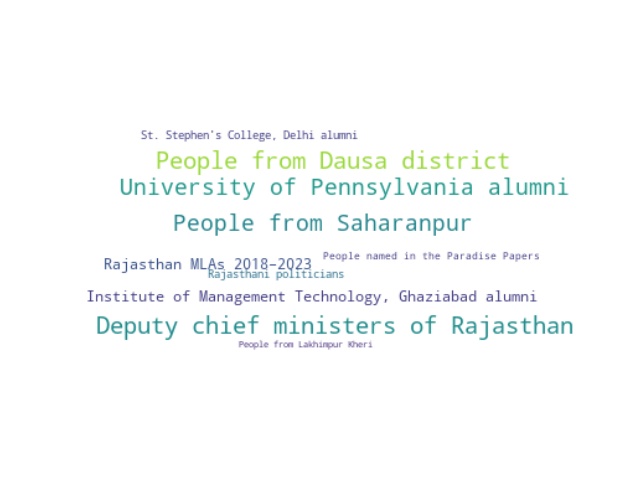 St. Stephen's College, Delhi alumni
People from Dausa district
University of Pennsylvania alumni
People from Saharanpur
People named in the Paradise Papers
Rajasthan MLAs 2018–2023
Rajasthani politicians
Institute of Management Technology, Ghaziabad alumni
Deputy chief ministers of Rajasthan
People from Lakhimpur Kheri